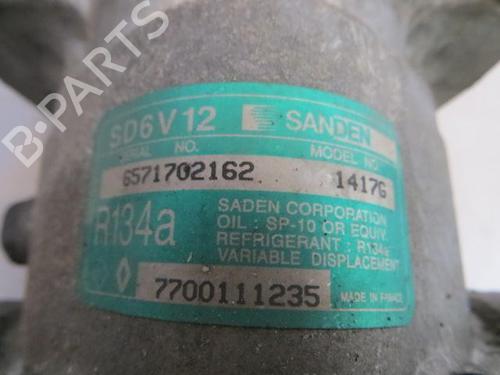 B-PARTS
SD6V12 SANDEN
SERIAL NO. MODEL NO.
6571702162 1417G
R134a
SADEN CORPORATION
OIL : SP-10 OR EQUIV.
REFRIGERANT : R134a
VARIABLE DISPLACEMENT
7700111235 MADE IN FRANCE